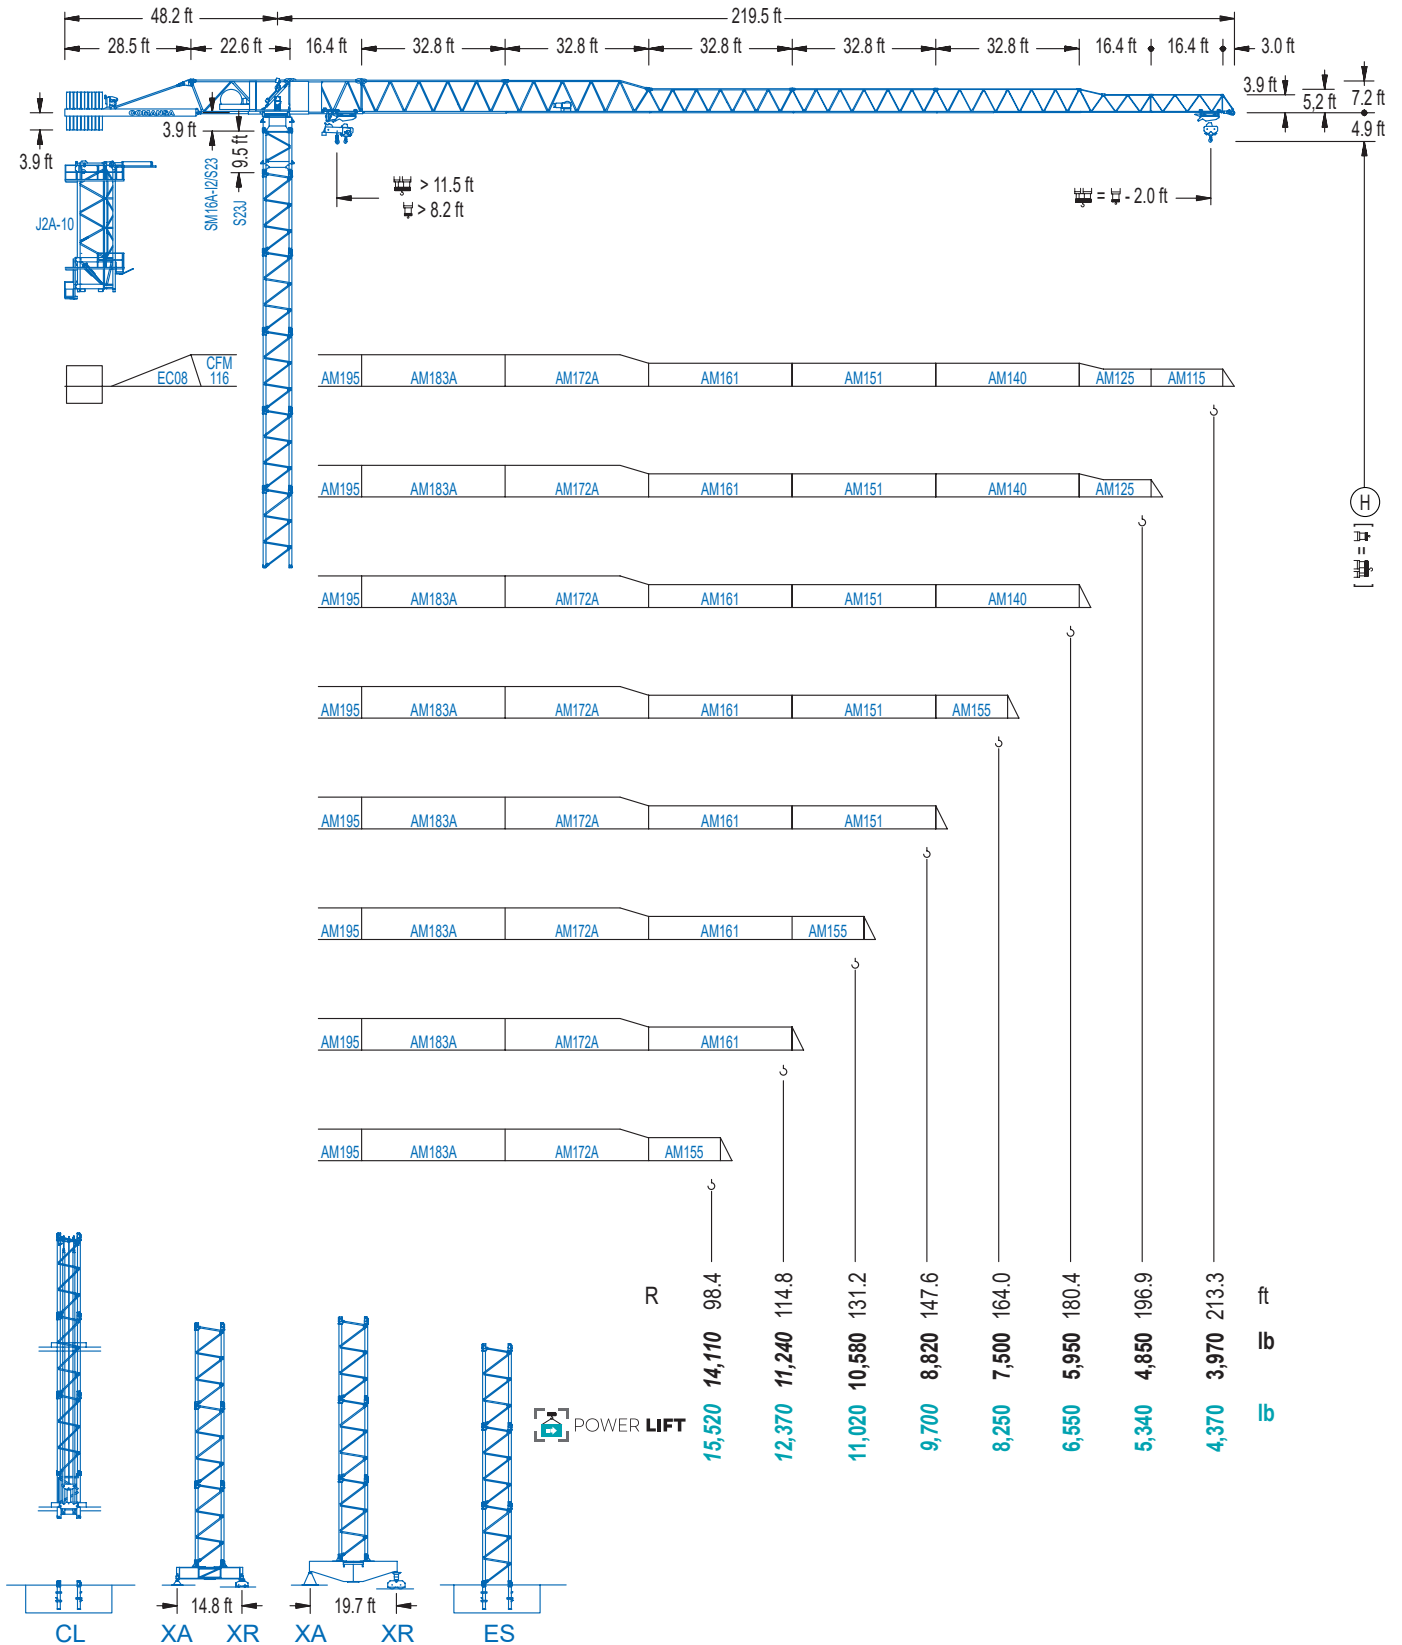 48.2 ft 219.5 ft
28.5 ft 22.6 ft 16.4 ft 32.8 ft 32.8 ft 32.8 ft 32.8 ft 32.8 ft 16.4 ft 16.4 ft 3.0 ft
COMANSA
3.9 ft
3.9 ft
9.5 ft
3.9 ft
5,2 ft
7.2 ft
4.9 ft
SM16A-I2/S23
S23J
J2A-10
> 11.5 ft
> 8.2 ft
= - 2.0 ft
EC08 CFM
116
AM195 AM183A AM172A AM161 AM151 AM140 AM125 AM115
AM195 AM183A AM172A AM161 AM151 AM140 AM125
H
[ = ]
AM195 AM183A AM172A AM161 AM151 AM140
AM195 AM183A AM172A AM161 AM151 AM155
AM195 AM183A AM172A AM161 AM151
AM195 AM183A AM172A AM161 AM155
AM195 AM183A AM172A AM161
AM195 AM183A AM172A AM155
R 98.4 114.8 131.2 147.6 164.0 180.4 196.9 213.3 ft
14,110 11,240 10,580 8,820 7,500 5,950 4,850 3,970 lb
POWER LIFT 15,520 12,370 11,020 9,700 8,250 6,550 5,340 4,370 lb
14.8 ft 19.7 ft
CL XA XR XA XR ES